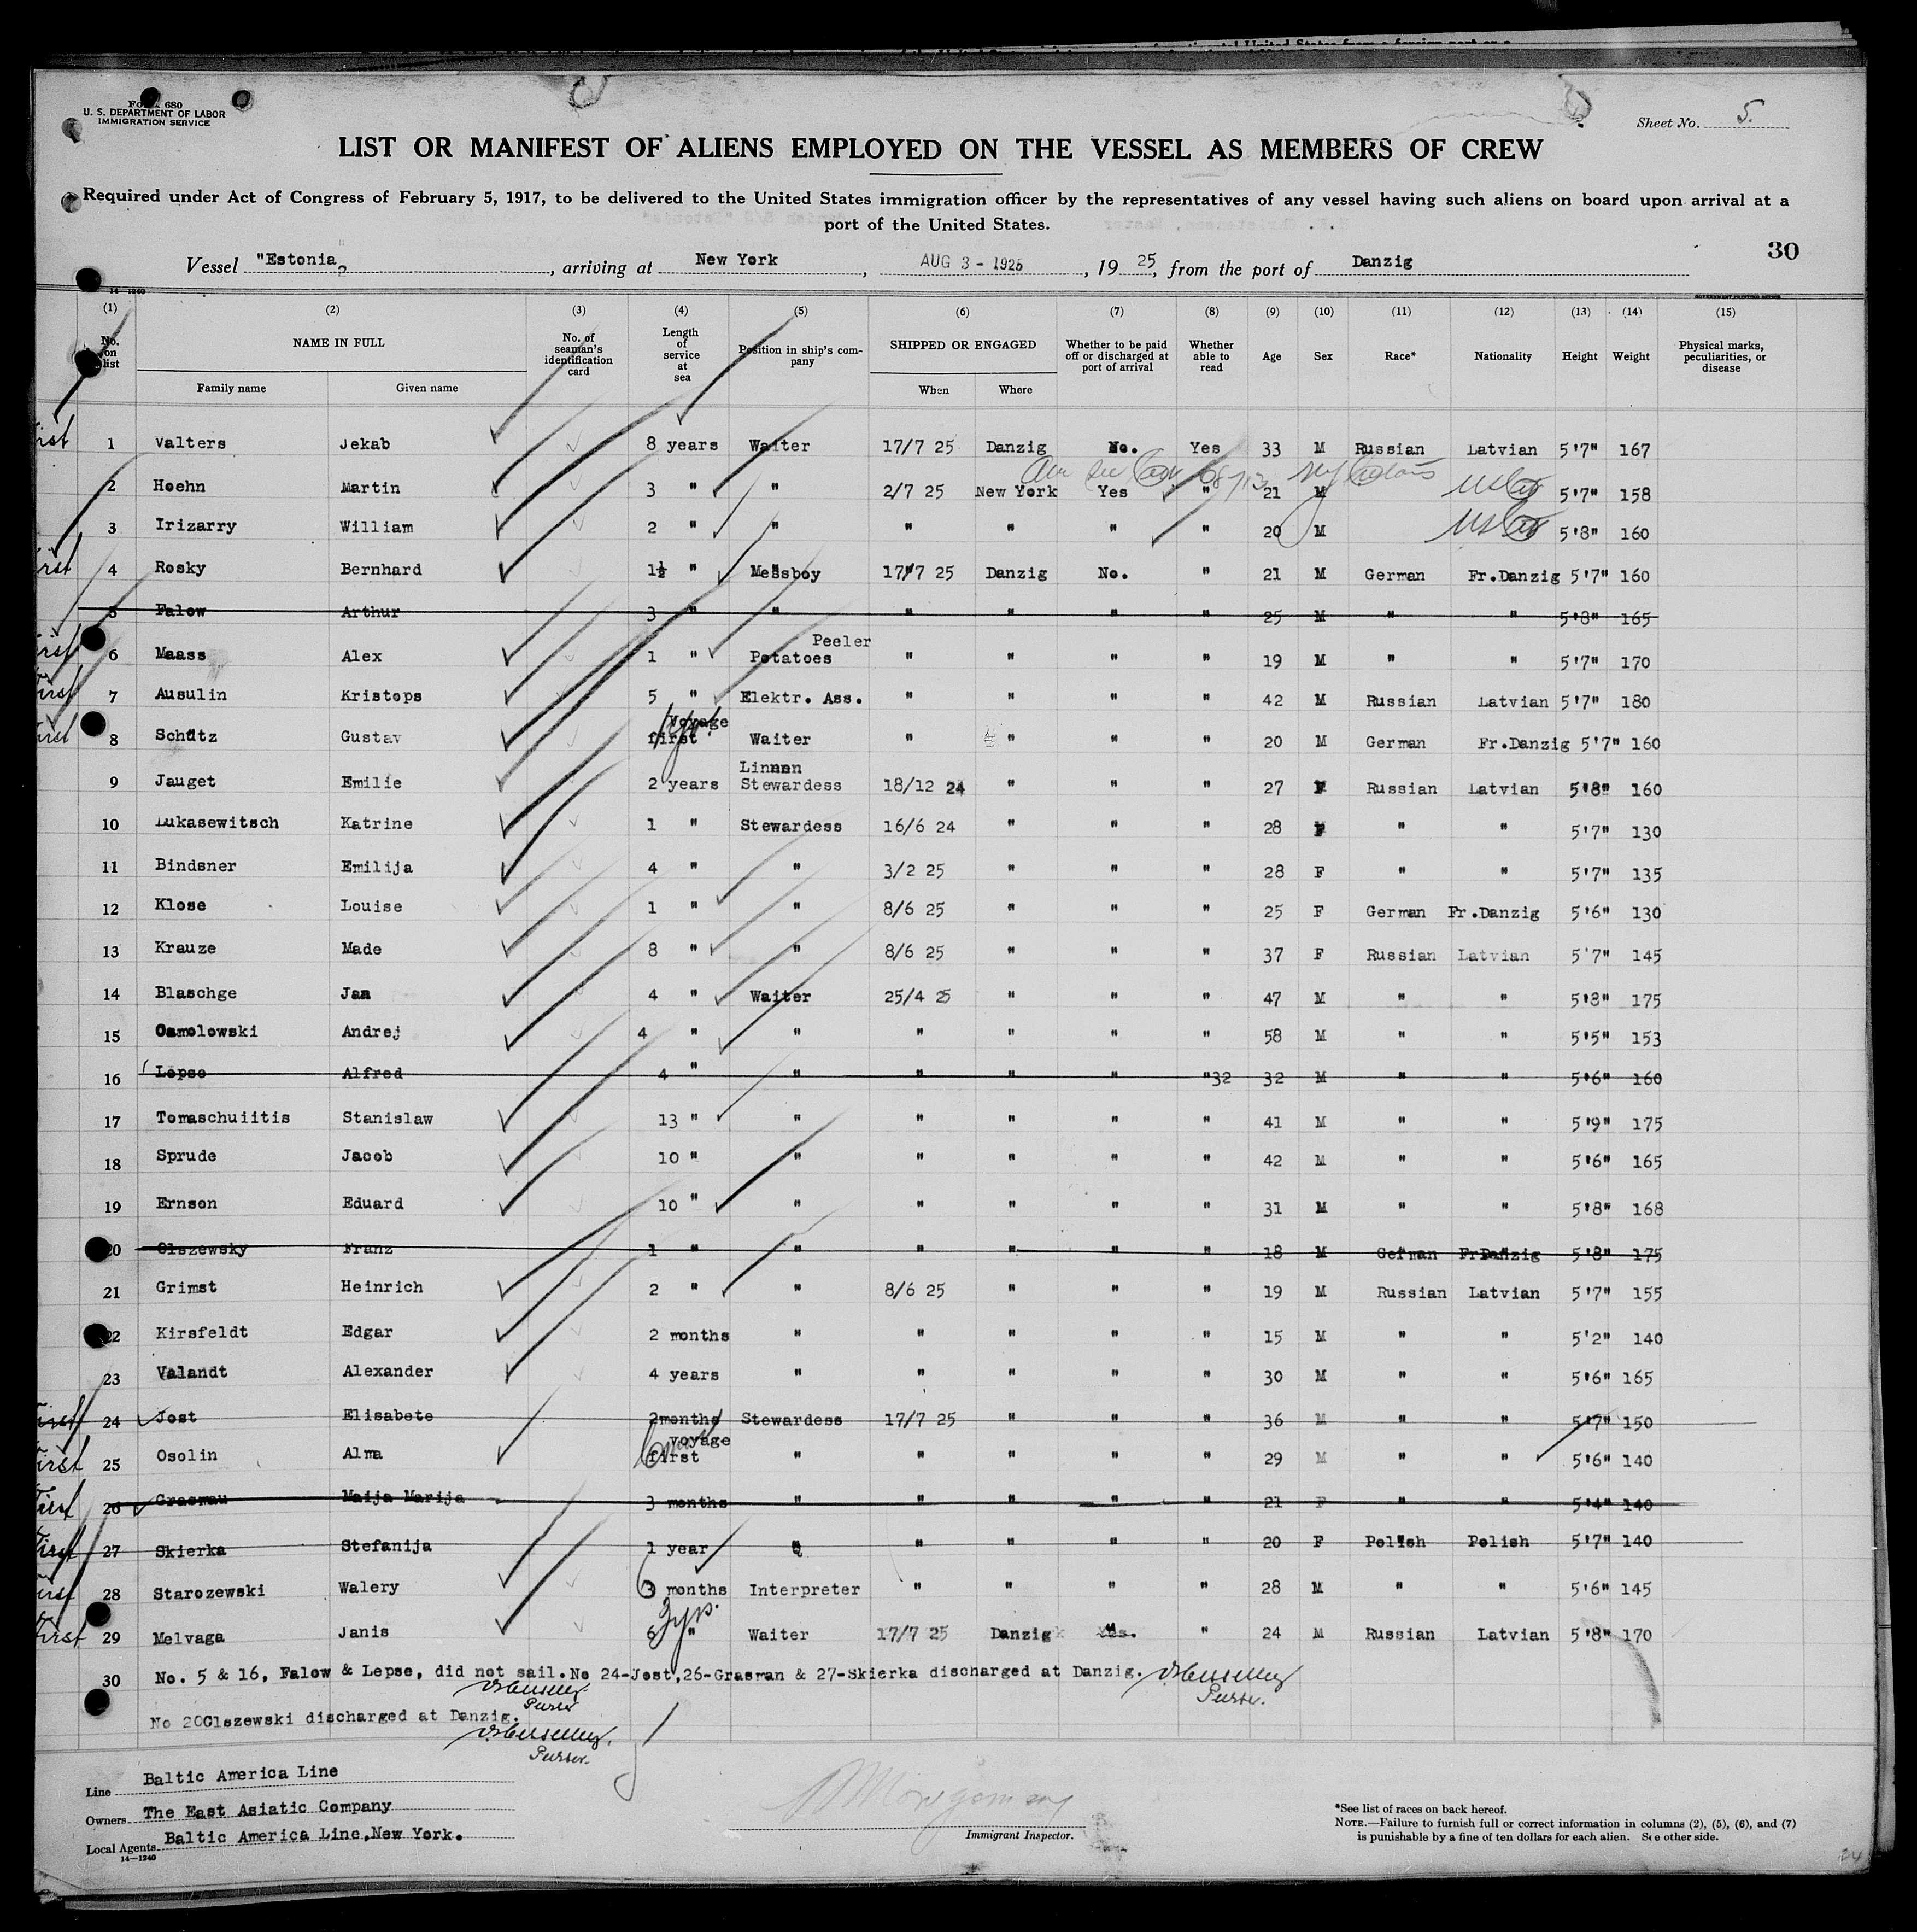 Form 680
U. S. DEPARTMENT OF LABOR
IMMIGRATION SERVICE
Sheet No. 5.
LIST OR MANIFEST OF ALIENS EMPLOYED ON THE VESSEL AS MEMBERS OF CREW
Required under Act of Congress of February 5, 1917, to be delivered to the United States immigration officer by the representatives of any vessel having such aliens on board upon arrival at a
port of the United States.
30
Vessel "Estonia" , arriving at New York , AUG 3 - 1925 , 19 25, from the port of Danzig
14-1240
(1) (2) (3) (4) (5) (6) (7) (8) (9) (10) (11) (12) (13) (14) (15)
No. on list NAME IN FULL No. of seaman's identification card Length of service at sea Position in ship's company SHIPPED OR ENGAGED Whether to be paid off or discharged at port of arrival Whether able to read Age Sex Race* Nationality Height Weight Physical marks, peculiarities, or disease
Family name Given name When Where
First 1 Valters Jekab 8 years Waiter 17/7 25 Danzig No. Yes 33 M Russian Latvian 5'7" 167
2 Hoehn Martin 3 " " 2/7 25 New York Yes " 21 M 5'7" 158
3 Irizarry William 2 " " " " " " 20 M 5'8" 160
First 4 Rosky Bernhard 1½ " Messboy 17/7 25 Danzig No. " 21 M German Fr.Danzig 5'7" 160
5 Falow Arthur 3 " " " " " " 25 M " " 5'8" 165
First 6 Maass Alex 1 " Peeler Potatoes " " " " 19 M " " 5'7" 170
First 7 Ausulin Kristops 5 " Elektr. Ass. " " " " 42 M Russian Latvian 5'7" 180
First 8 Schütz Gustav first voyage Waiter " " " " 20 M German Fr.Danzig 5'7" 160
9 Jauget Emilie 2 years Linnen Stewardess 18/12 24 " " " 27 F Russian Latvian 5'8" 160
10 Lukasewitsch Katrine 1 " Stewardess 16/6 24 " " " 28 F " " 5'7" 130
11 Bindsner Emilija 4 " " 3/2 25 " " " 28 F " " 5'7" 135
12 Klose Louise 1 " " 8/6 25 " " " 25 F German Fr.Danzig 5'6" 130
13 Krauze Made 8 " " 8/6 25 " " " 37 F Russian Latvian 5'7" 145
14 Blaschge Jan 4 " Waiter 25/4 25 " " " 47 M " " 5'8" 175
15 Osmolowski Andrej 4 " " " " " " 58 M " " 5'5" 153
16 Lepse Alfred 4 " " " " " "32 32 M " " 5'6" 160
17 Tomaschuiitis Stanislaw 13 " " " " " " 41 M " " 5'9" 175
18 Sprude Jacob 10 " " " " " " 42 M " " 5'6" 165
19 Ernson Eduard 10 " " " " " " 31 M " " 5'8" 168
20 Olszewsky Franz 1 " " " " " " 18 M German Fr.Danzig 5'8" 175
21 Grimst Heinrich 2 " " 8/6 25 " " " 19 M Russian Latvian 5'7" 155
22 Kirsfeldt Edgar 2 months " " " " " 15 M " " 5'2" 140
23 Valandt Alexander 4 years " " " " " 30 M " " 5'6" 165
First 24 Jost Elisabete 2months Stewardess 17/7 25 " " " 36 M " " 5'7" 150
First 25 Osolin Alma first voyage " " " " " 29 M " " 5'6" 140
First 26 Grasmau Maija Marija 3 months " " " " " 21 F " " 5'4" 140
First 27 Skierka Stefanija 1 year " " " " " 20 F Polish Polish 5'7" 140
First 28 Starozewski Walery 3 months Interpreter " " " " 28 M " " 5'6" 145
First 29 Melvaga Janis 6 " Waiter 17/7 25 Danzig Yes. " 24 M Russian Latvian 5'8" 170
30 No. 5 & 16, Falow & Lepse, did not sail. No 24-Jost, 26-Grasman & 27-Skierka discharged at Danzig.
Purser Purser.
No 20Olszewski discharged at Danzig.
Purser.
Line Baltic America Line
Owners The East Asiatic Company
Local Agents Baltic America Line, New York.
14-1240
Immigrant Inspector.
*See list of races on back hereof.
NOTE.—Failure to furnish full or correct information in columns (2), (5), (6), and (7)
is punishable by a fine of ten dollars for each alien. See other side.